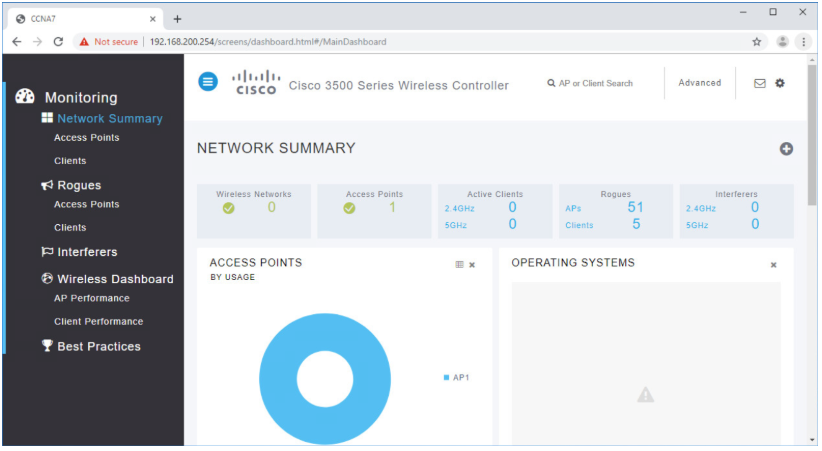 CCNA7
Not secure | 192.168.200.254/screens/dashboard.html#/MainDashboard
Monitoring
Network Summary
Access Points
Clients
Rogues
Access Points
Clients
Interferers
Wireless Dashboard
AP Performance
Client Performance
Best Practices
CISCO Cisco 3500 Series Wireless Controller
AP or Client Search
Advanced
NETWORK SUMMARY
Wireless Networks
0
Access Points
1
Active Clients
2.4GHz 0
5GHz 0
Rogues
APs 51
Clients 5
Interferers
2.4GHz 0
5GHz 0
ACCESS POINTS
BY USAGE
AP1
OPERATING SYSTEMS